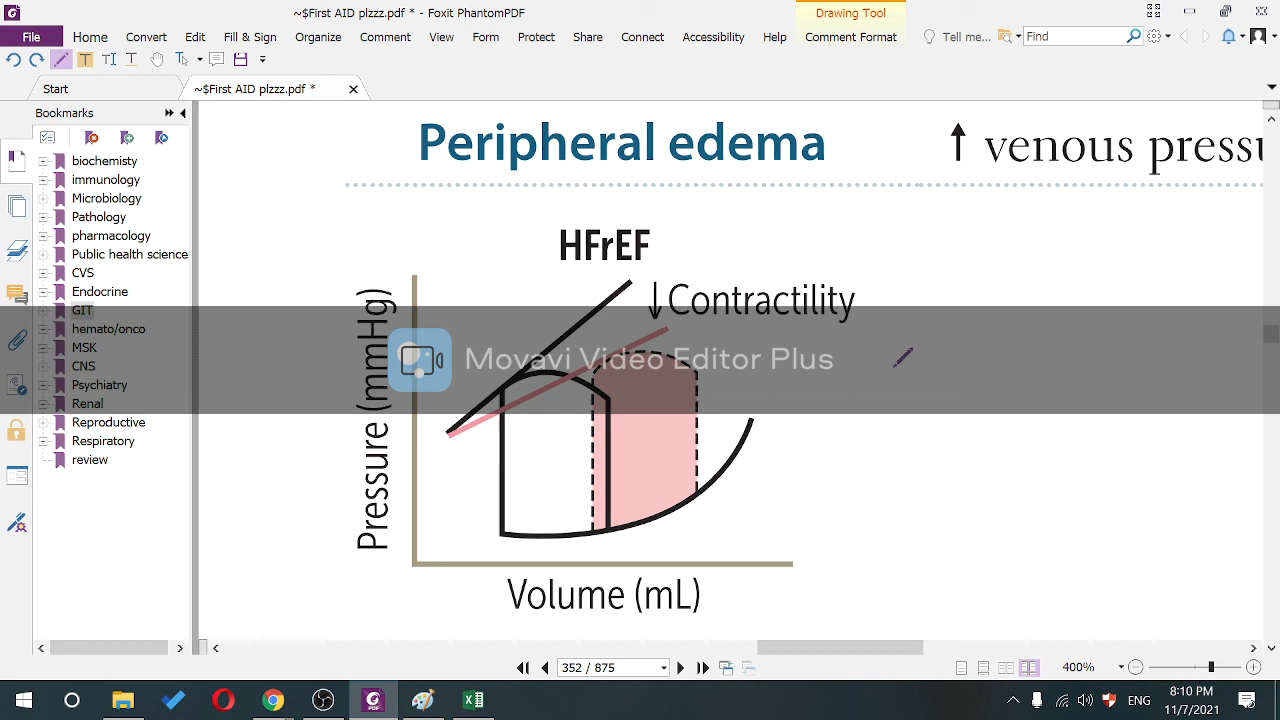 ~$First AID plzzz.pdf * - Foxit PhantomPDF
Drawing Tool
File Home Convert Edit Fill & Sign Organize Comment View Form Protect Share Connect Accessibility Help Comment Format Tell me... Find
Start ~$First AID plzzz.pdf *
Bookmarks
biochemistry
immunology
Microbiology
Pathology
pharmacology
Public health science
CVS
Endocrine
GIT
hemato/onco
MSK
CNS
Psychiatry
Renal
Reproductive
Respiratory
review
Peripheral edema ↑ venous pressu
HFrEF
↓ Contractility
Pressure (mmHg)
Movavi Video Editor Plus
Volume (mL)
352 / 875
400%
ENG
8:10 PM
11/7/2021